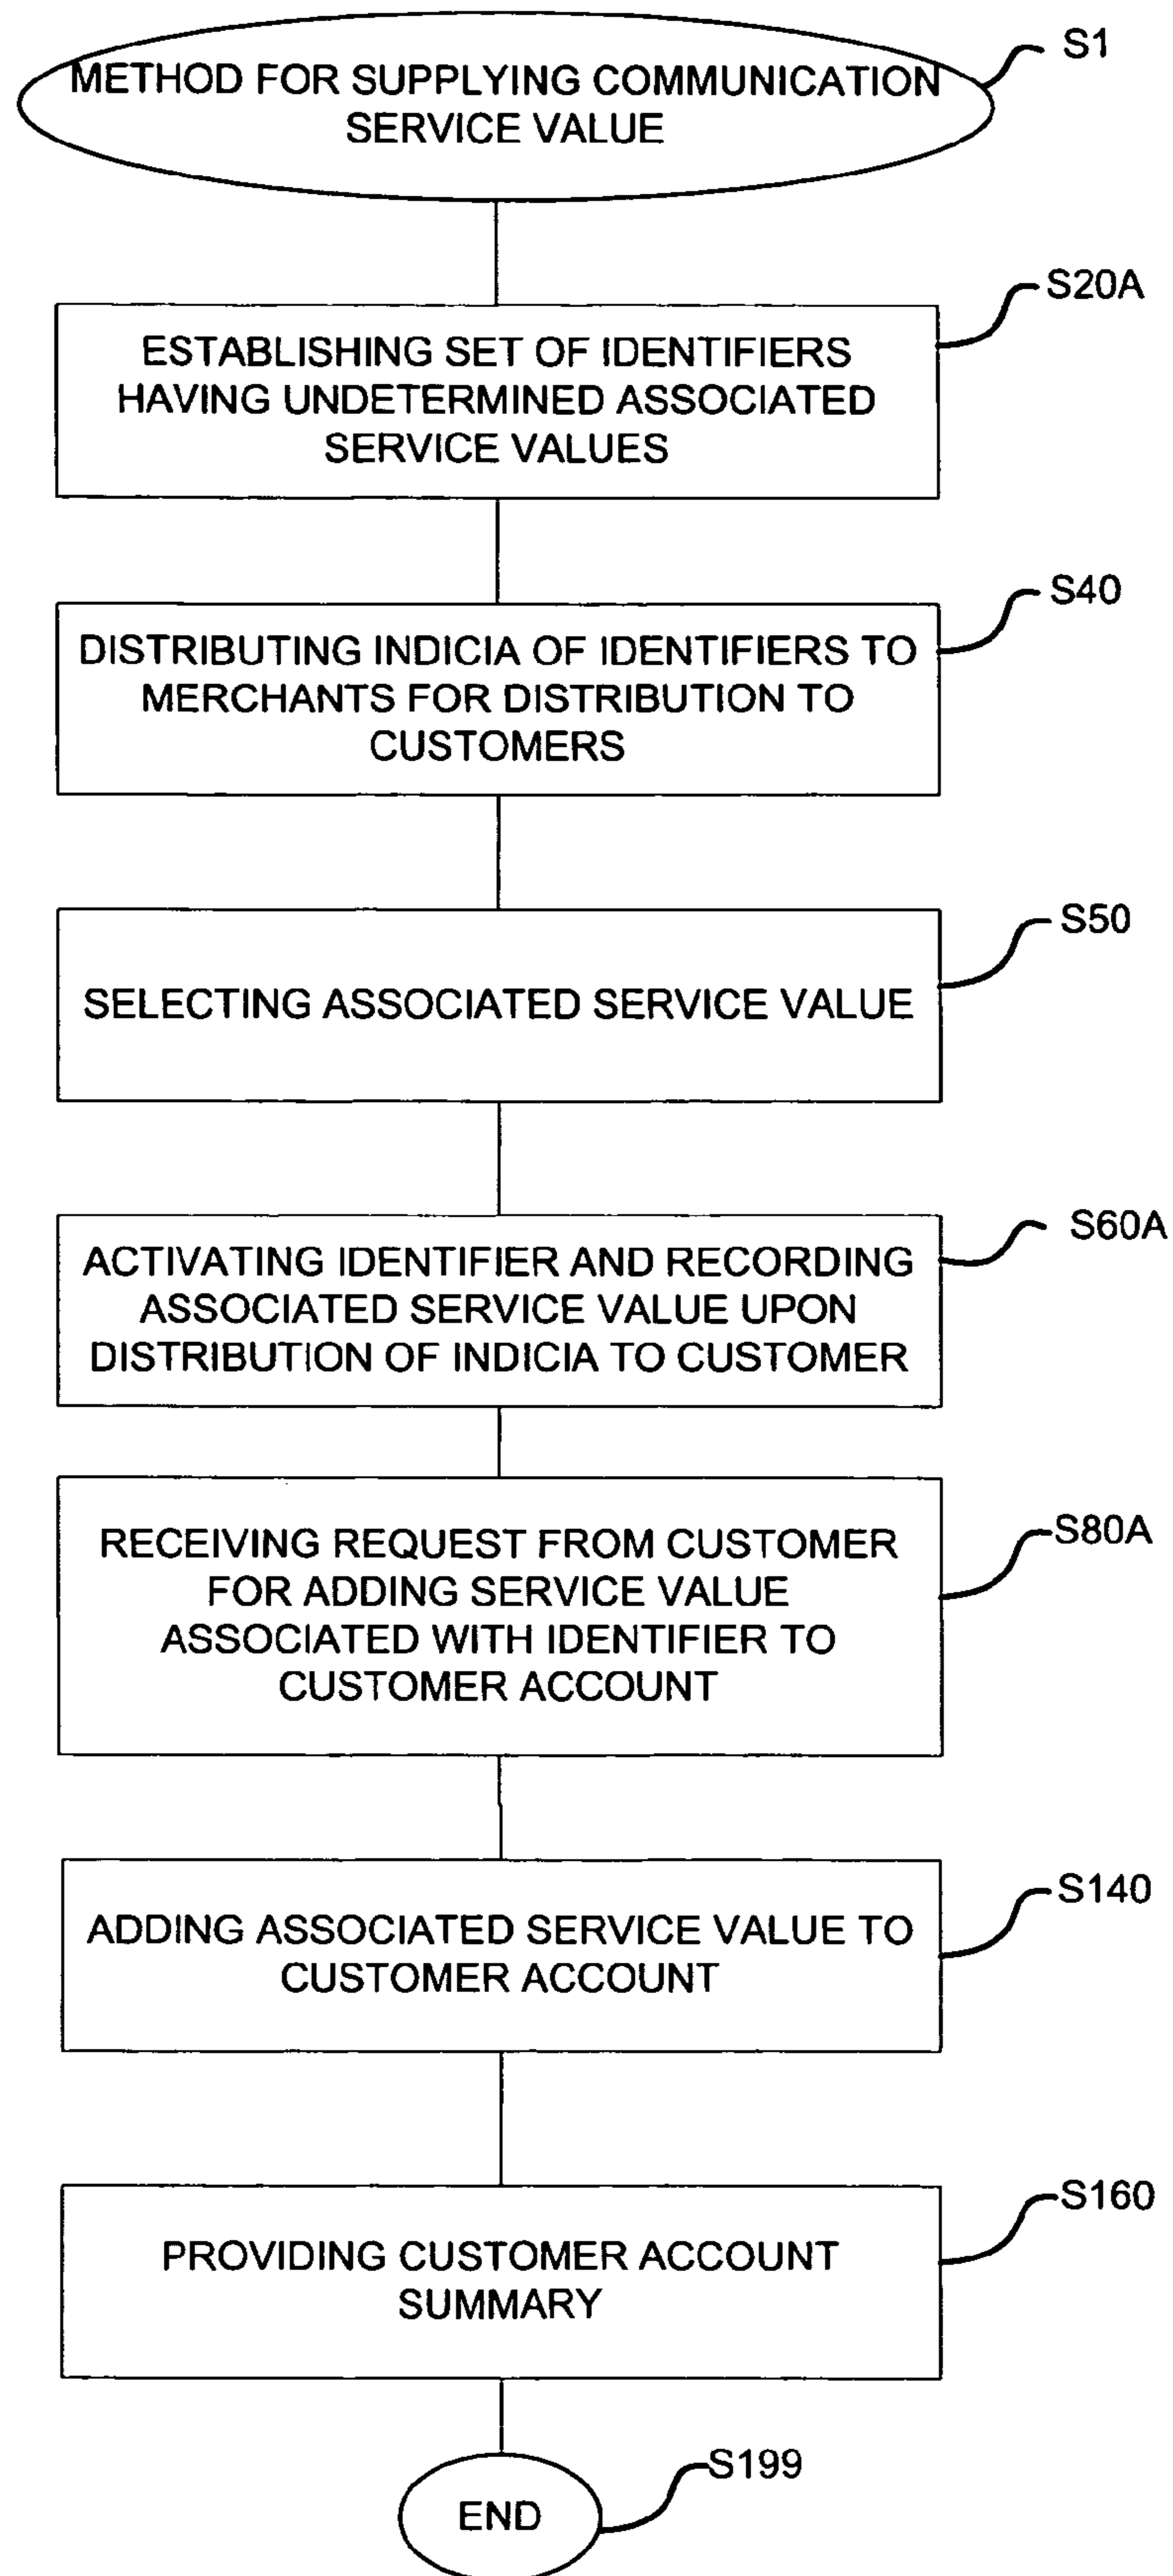 METHOD FOR SUPPLYING COMMUNICATION
SERVICE VALUE
S1
ESTABLISHING SET OF IDENTIFIERS
HAVING UNDETERMINED ASSOCIATED
SERVICE VALUES
S20A
DISTRIBUTING INDICIA OF IDENTIFIERS TO
MERCHANTS FOR DISTRIBUTION TO
CUSTOMERS
S40
SELECTING ASSOCIATED SERVICE VALUE
S50
ACTIVATING IDENTIFIER AND RECORDING
ASSOCIATED SERVICE VALUE UPON
DISTRIBUTION OF INDICIA TO CUSTOMER
S60A
RECEIVING REQUEST FROM CUSTOMER
FOR ADDING SERVICE VALUE
ASSOCIATED WITH IDENTIFIER TO
CUSTOMER ACCOUNT
S80A
ADDING ASSOCIATED SERVICE VALUE TO
CUSTOMER ACCOUNT
S140
PROVIDING CUSTOMER ACCOUNT
SUMMARY
S160
END
S199